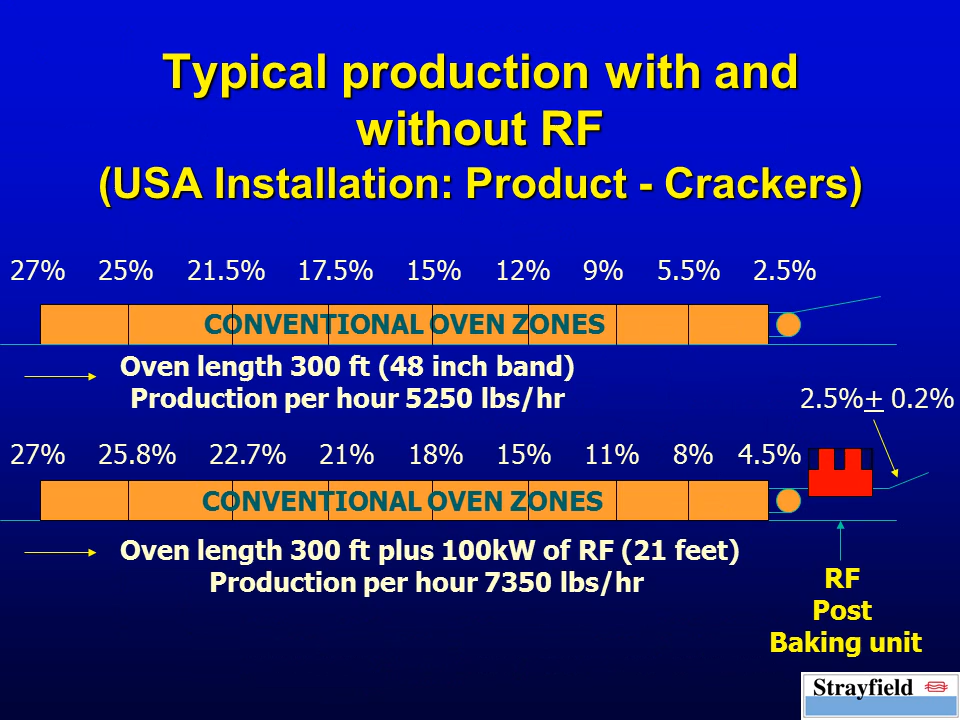 Typical production with and
without RF
(USA Installation: Product - Crackers)
27% 25% 21.5% 17.5% 15% 12% 9% 5.5% 2.5%
CONVENTIONAL OVEN ZONES
Oven length 300 ft (48 inch band)
Production per hour 5250 lbs/hr
2.5%+ 0.2%
27% 25.8% 22.7% 21% 18% 15% 11% 8% 4.5%
CONVENTIONAL OVEN ZONES
Oven length 300 ft plus 100kW of RF (21 feet)
Production per hour 7350 lbs/hr
RF
Post
Baking unit
Strayfield